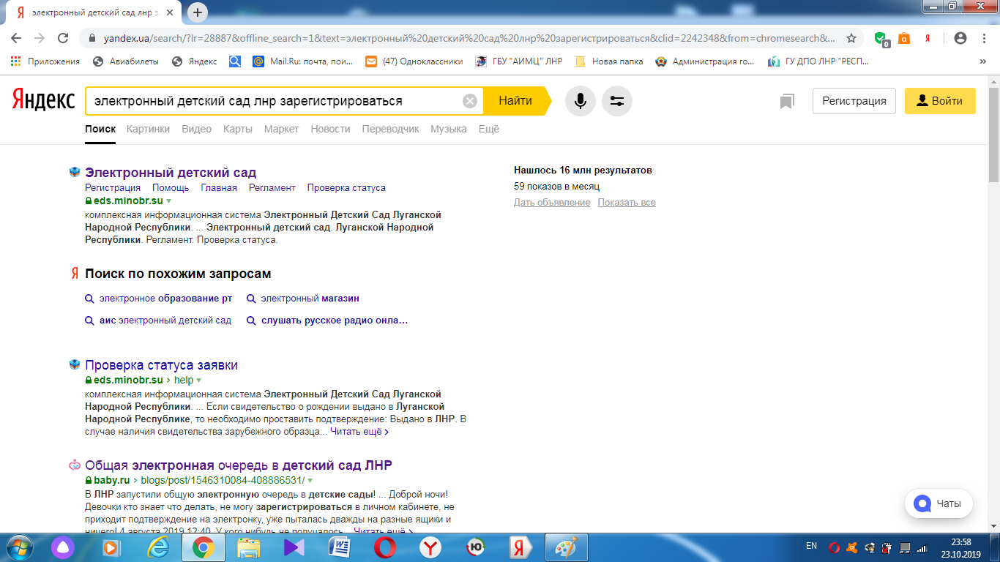 электронный детский сад лнр за
yandex.ua/search/?lr=28887&offline_search=1&text=электронный%20детский%20сад%20лнр%20зарегистрироваться&clid=2242348&from=chromesearch&...
Приложения Авиабилеты Яндекс Mail.Ru: почта, пои... (47) Одноклассники ГБУ "АИМЦ" ЛНР Новая папка Администрация го... ГУ ДПО ЛНР "РЕСП... »
Яндекс электронный детский сад лнр зарегистрироваться Найти Регистрация Войти
Поиск Картинки Видео Карты Маркет Новости Переводчик Музыка Ещё
Электронный детский сад
Регистрация Помощь Главная Регламент Проверка статуса
eds.minobr.su
комплексная информационная система Электронный Детский Сад Луганской
Народной Республики. ... Электронный детский сад. Луганской Народной
Республики. Регламент. Проверка статуса.
Нашлось 16 млн результатов
59 показов в месяц
Дать объявление Показать все
Я Поиск по похожим запросам
электронное образование рт электронный магазин
аис электронный детский сад слушать русское радио онла...
Проверка статуса заявки
eds.minobr.su › help
комплексная информационная система Электронный Детский Сад Луганской
Народной Республики. ... Если свидетельство о рождении выдано в Луганской
Народной Республике, то необходимо проставить подтверждение: Выдано в ЛНР. В
случае наличия свидетельства зарубежного образца... Читать ещё ›
Общая электронная очередь в детский сад ЛНР
baby.ru › blogs/post/1546310084-408886531/
В ЛНР запустили общую электронную очередь в детские сады! ... Доброй ночи!
Девочки кто знает что делать, не могу зарегистрироваться в личном кабинете, не
приходит подтверждение на электронку, уже пыталась дважды на разные ящики и
ничего! 4 августа 2019 12:40. У кого нибудь не получалось... Читать ещё ›
Чаты
EN 23:58
23.10.2019